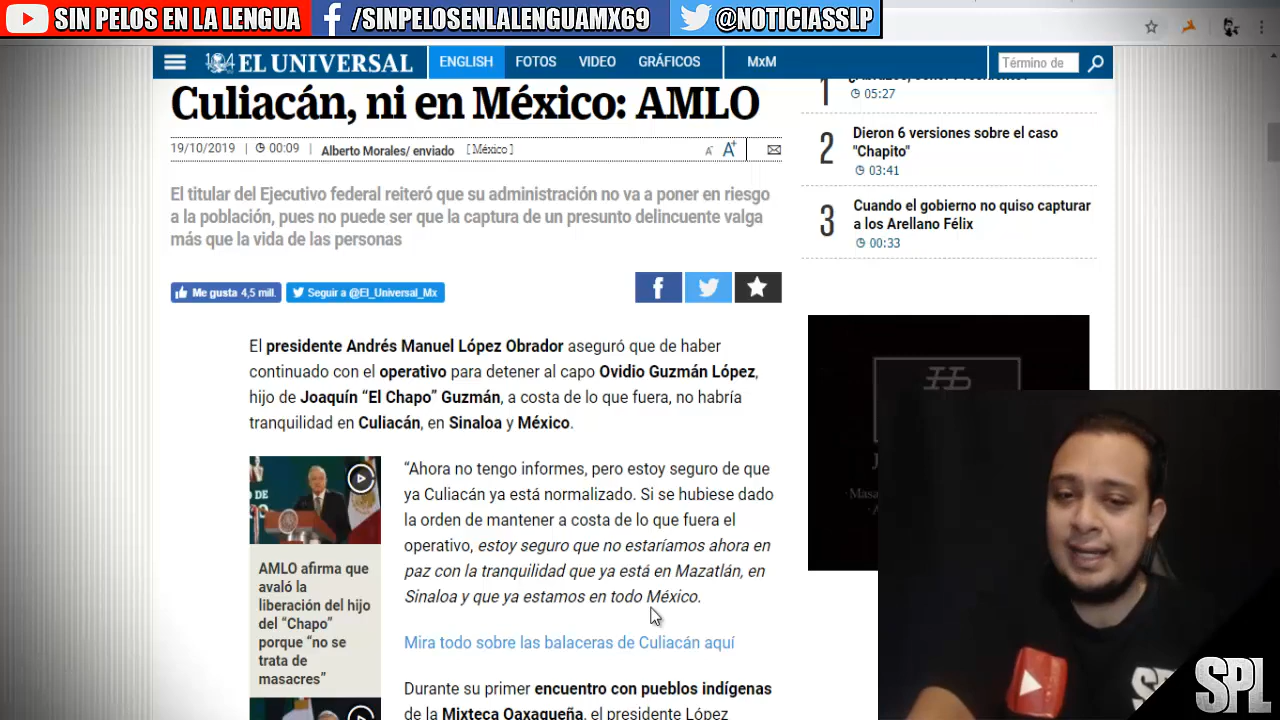 SIN PELOS EN LA LENGUA
/SINPELOSENLALENGUAMX69
@NOTICIASSLP
EL UNIVERSAL
ENGLISH
FOTOS
VIDEO
GRÁFICOS
MxM
Término de
Culiacán, ni en México: AMLO
19/10/2019 | 00:09 | Alberto Morales/ enviado [ México ]
A- A+
El titular del Ejecutivo federal reiteró que su administración no va a poner en riesgo
a la población, pues no puede ser que la captura de un presunto delincuente valga
más que la vida de las personas
Me gusta 4,5 mill.
Seguir a @El_Universal_Mx
El presidente Andrés Manuel López Obrador aseguró que de haber
continuado con el operativo para detener al capo Ovidio Guzmán López,
hijo de Joaquín “El Chapo” Guzmán, a costa de lo que fuera, no habría
tranquilidad en Culiacán, en Sinaloa y México.
“Ahora no tengo informes, pero estoy seguro de que
ya Culiacán ya está normalizado. Si se hubiese dado
la orden de mantener a costa de lo que fuera el
operativo, estoy seguro que no estaríamos ahora en
paz con la tranquilidad que ya está en Mazatlán, en
Sinaloa y que ya estamos en todo México.
Mira todo sobre las balaceras de Culiacán aquí
Durante su primer encuentro con pueblos indígenas
de la Mixteca Oaxaqueña, el presidente López
AMLO afirma que
avaló la
liberación del hijo
del “Chapo”
porque “no se
trata de
masacres”
1
05:27
2
Dieron 6 versiones sobre el caso
"Chapito"
03:41
3
Cuando el gobierno no quiso capturar
a los Arellano Félix
00:33
SPL